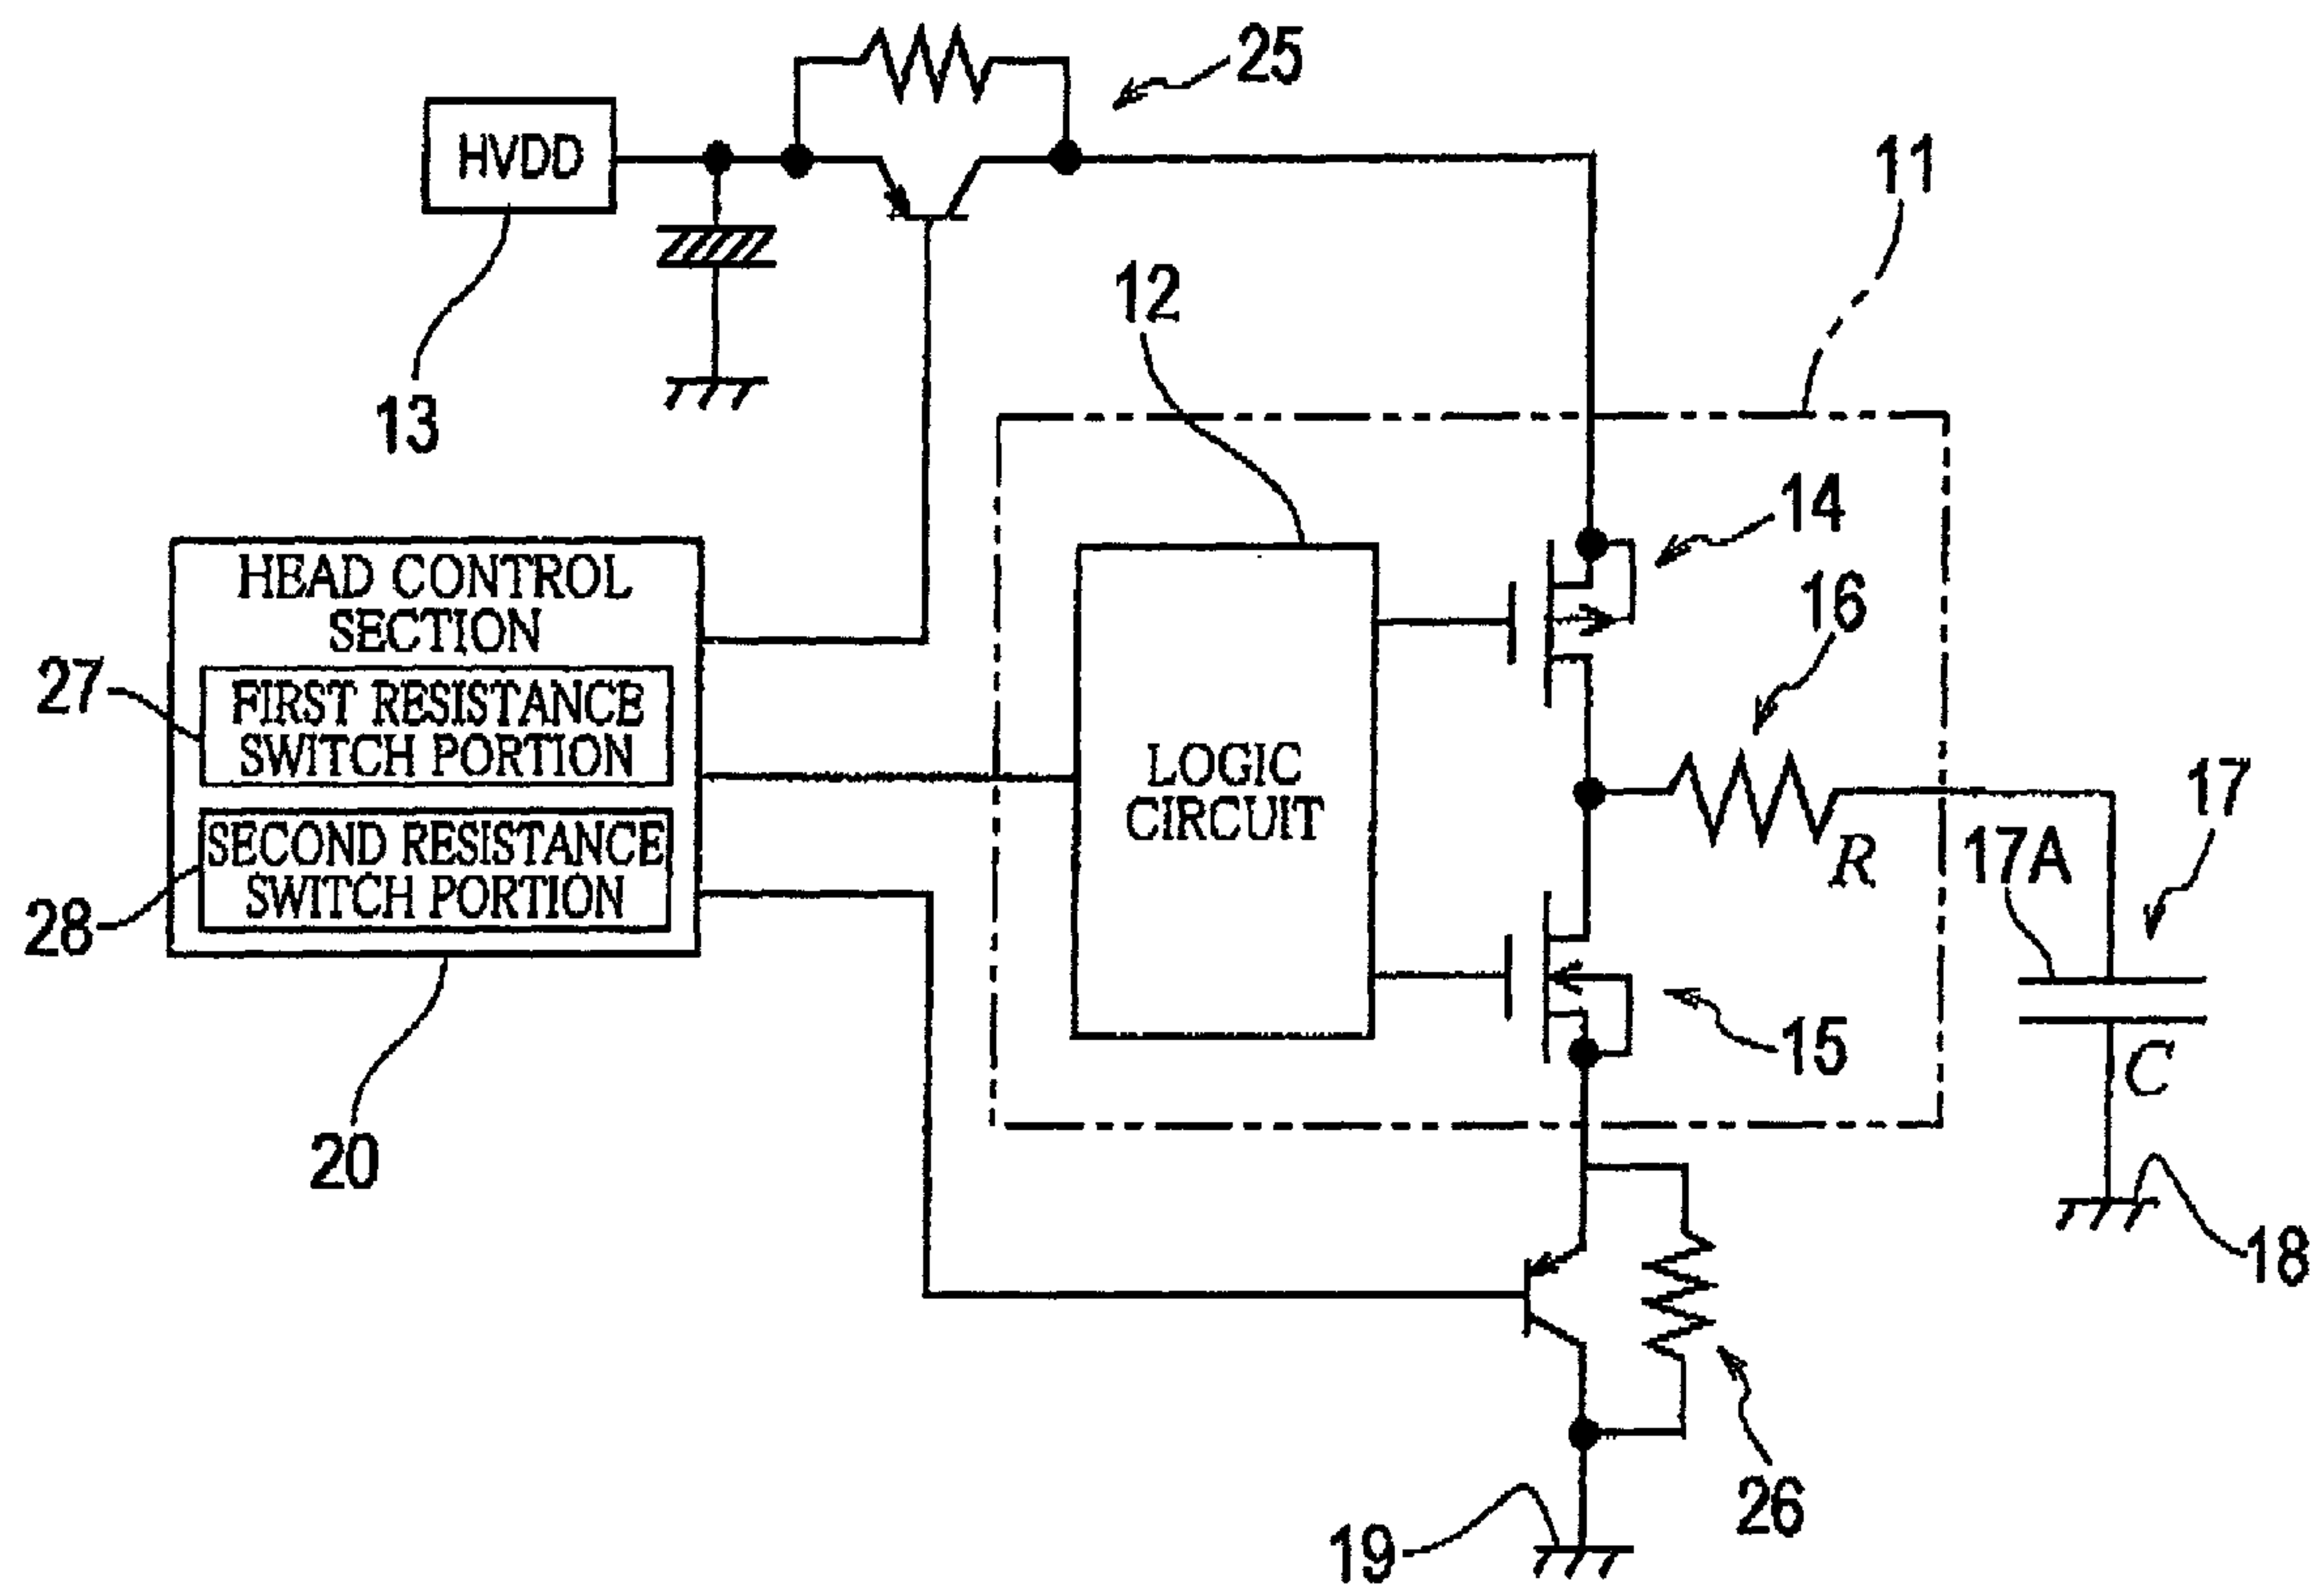 25
HVDD
11
12
13
14
HEAD CONTROL
SECTION
16
27
FIRST RESISTANCE
SWITCH PORTION
LOGIC
CIRCUIT
17
R
17A
SECOND RESISTANCE
SWITCH PORTION
28
15
C
20
18
26
19